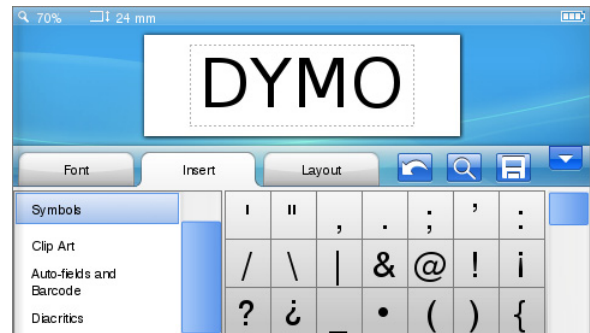 70% 24 mm
DYMO
Font Insert Layout
Symbols
Clip Art
Auto-fields and
Barcode
Diacritics
' " , . ; ’ :
/ \ | & @ ! ¡
? ¿ _ • ( ) {